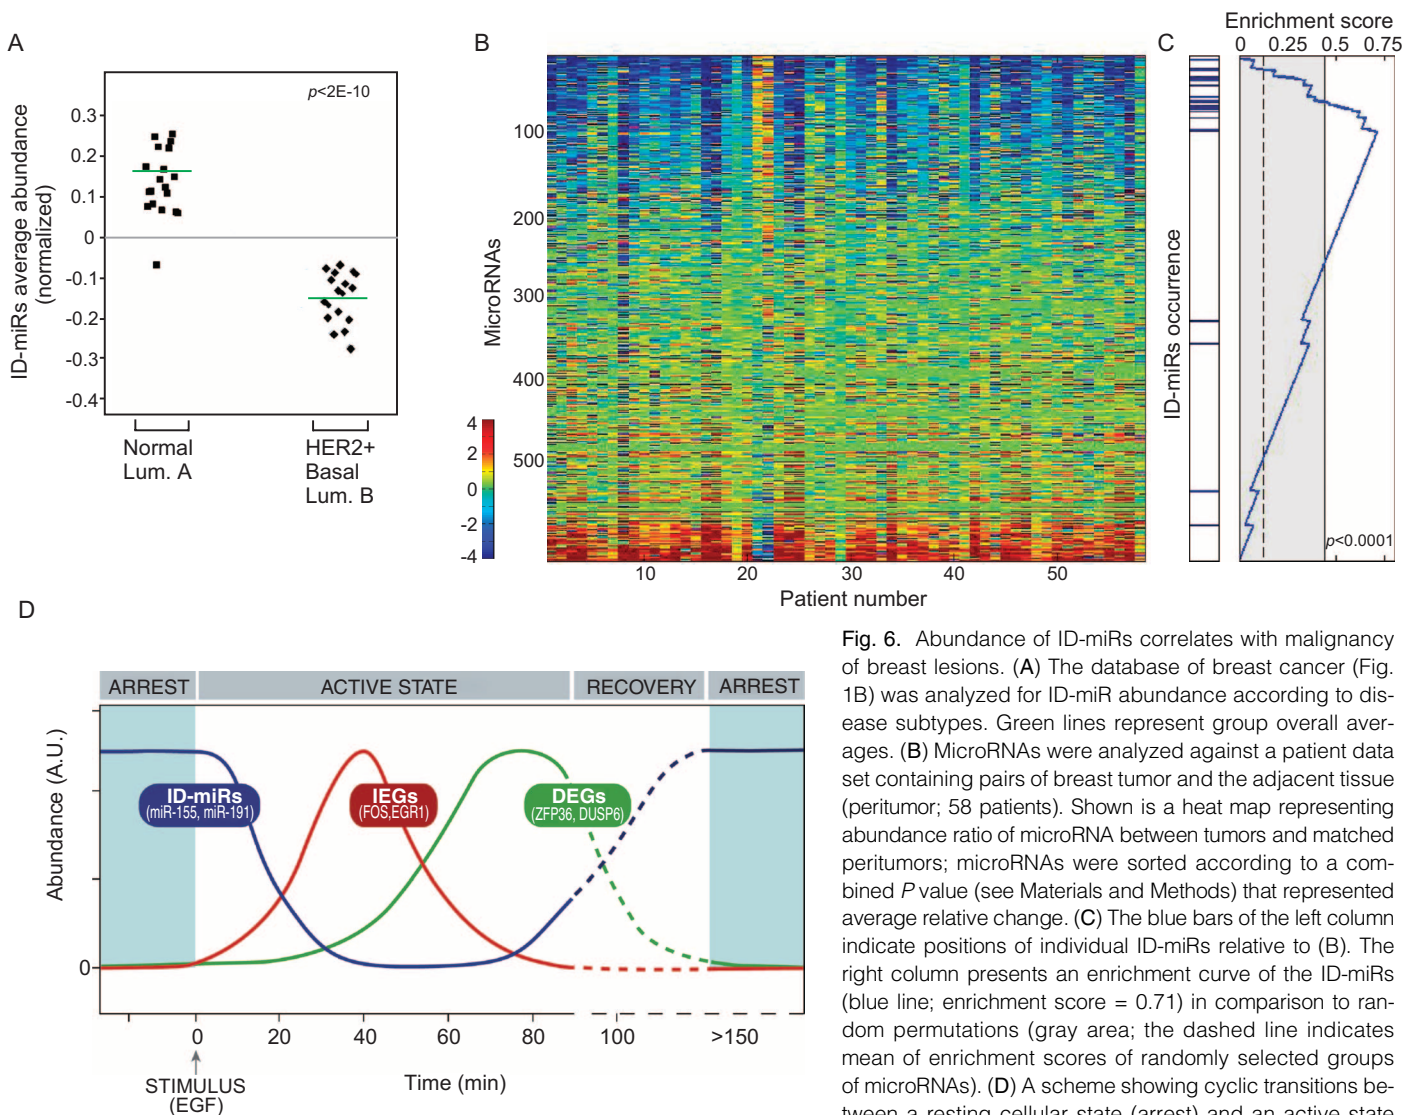 A
ID-miRs average abundance
(normalized)
p<2E-10
0.3
0.2
0.1
0
-0.1
-0.2
-0.3
-0.4
Normal
Lum. A
HER2+
Basal
Lum. B
B
MicroRNAs
100
200
300
400
500
4
2
0
-2
-4
10
20
30
40
50
Patient number
C
Enrichment score
0
0.25
0.5
0.75
ID-miRs occurrence
p<0.0001
D
ARREST
ACTIVE STATE
RECOVERY
ARREST
Abundance (A.U.)
0
ID-miRs
(miR-155, miR-191)
IEGs
(FOS,EGR1)
DEGs
(ZFP36, DUSP6)
0
20
40
60
80
100
>150
STIMULUS
(EGF)
Time (min)
Fig. 6. Abundance of ID-miRs correlates with malignancy
of breast lesions. (A) The database of breast cancer (Fig.
1B) was analyzed for ID-miR abundance according to dis-
ease subtypes. Green lines represent group overall aver-
ages. (B) MicroRNAs were analyzed against a patient data
set containing pairs of breast tumor and the adjacent tissue
(peritumor; 58 patients). Shown is a heat map representing
abundance ratio of microRNA between tumors and matched
peritumors; microRNAs were sorted according to a com-
bined P value (see Materials and Methods) that represented
average relative change. (C) The blue bars of the left column
indicate positions of individual ID-miRs relative to (B). The
right column presents an enrichment curve of the ID-miRs
(blue line; enrichment score = 0.71) in comparison to ran-
dom permutations (gray area; the dashed line indicates
mean of enrichment scores of randomly selected groups
of microRNAs). (D) A scheme showing cyclic transitions be-
tween a resting cellular state (arrest) and an active state